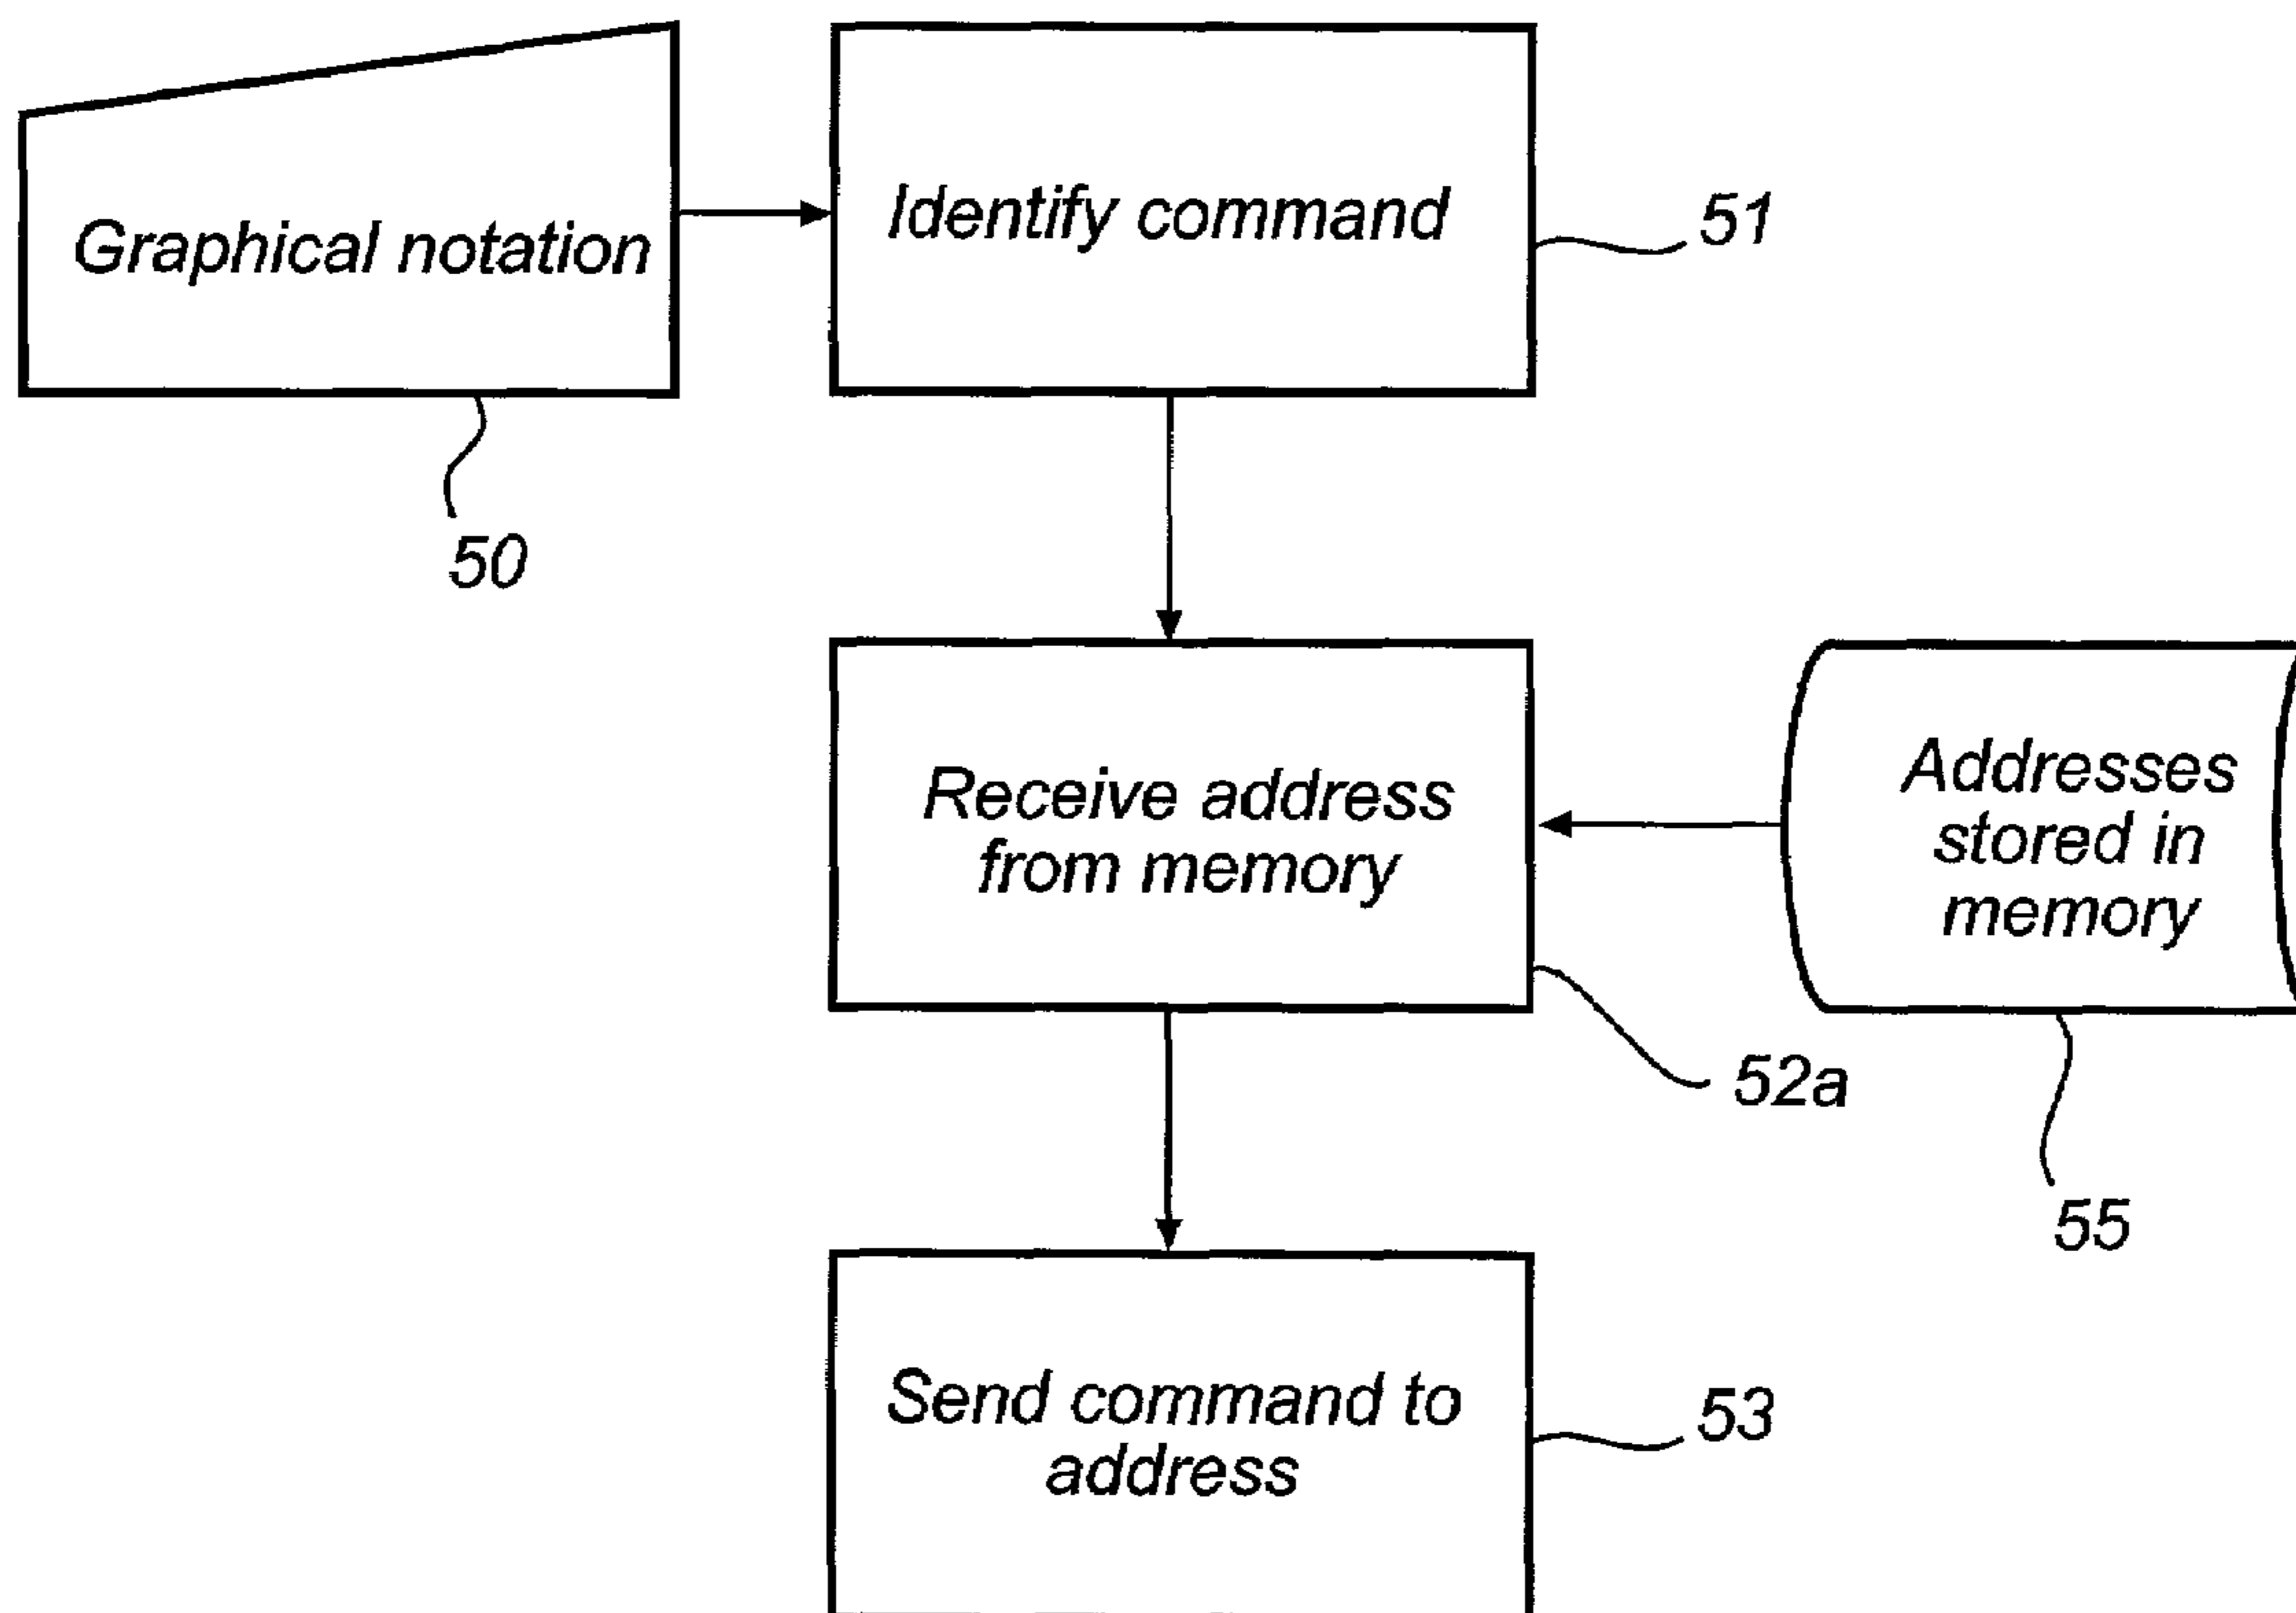 Graphical notation
50
Identify command
51
Receive address
from memory
52a
Addresses
stored in
memory
55
Send command to
address
53